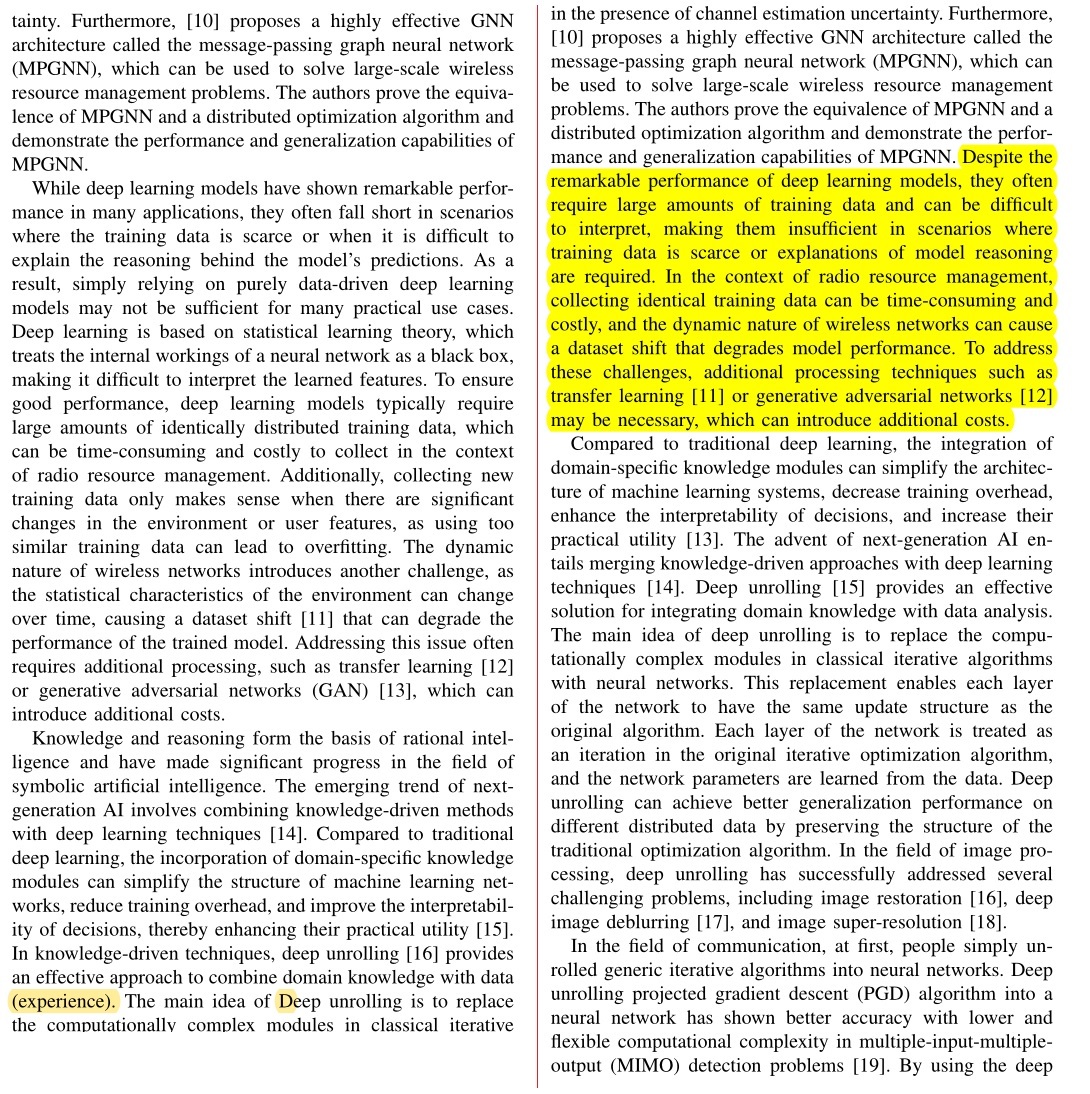 tainty. Furthermore, [10] proposes a highly effective GNN
architecture called the message-passing graph neural network
(MPGNN), which can be used to solve large-scale wireless
resource management problems. The authors prove the equiva-
lence of MPGNN and a distributed optimization algorithm and
demonstrate the performance and generalization capabilities of
MPGNN.
While deep learning models have shown remarkable perfor-
mance in many applications, they often fall short in scenarios
where the training data is scarce or when it is difficult to
explain the reasoning behind the model's predictions. As a
result, simply relying on purely data-driven deep learning
models may not be sufficient for many practical use cases.
Deep learning is based on statistical learning theory, which
treats the internal workings of a neural network as a black box,
making it difficult to interpret the learned features. To ensure
good performance, deep learning models typically require
large amounts of identically distributed training data, which
can be time-consuming and costly to collect in the context
of radio resource management. Additionally, collecting new
training data only makes sense when there are significant
changes in the environment or user features, as using too
similar training data can lead to overfitting. The dynamic
nature of wireless networks introduces another challenge, as
the statistical characteristics of the environment can change
over time, causing a dataset shift [11] that can degrade the
performance of the trained model. Addressing this issue often
requires additional processing, such as transfer learning [12]
or generative adversarial networks (GAN) [13], which can
introduce additional costs.
Knowledge and reasoning form the basis of rational intel-
ligence and have made significant progress in the field of
symbolic artificial intelligence. The emerging trend of next-
generation AI involves combining knowledge-driven methods
with deep learning techniques [14]. Compared to traditional
deep learning, the incorporation of domain-specific knowledge
modules can simplify the structure of machine learning net-
works, reduce training overhead, and improve the interpretabil-
ity of decisions, thereby enhancing their practical utility [15].
In knowledge-driven techniques, deep unrolling [16] provides
an effective approach to combine domain knowledge with data
(experience). The main idea of Deep unrolling is to replace
the computationally complex modules in classical iterative
in the presence of channel estimation uncertainty. Furthermore,
[10] proposes a highly effective GNN architecture called the
message-passing graph neural network (MPGNN), which can
be used to solve large-scale wireless resource management
problems. The authors prove the equivalence of MPGNN and a
distributed optimization algorithm and demonstrate the perfor-
mance and generalization capabilities of MPGNN. Despite the
remarkable performance of deep learning models, they often
require large amounts of training data and can be difficult
to interpret, making them insufficient in scenarios where
training data is scarce or explanations of model reasoning
are required. In the context of radio resource management,
collecting identical training data can be time-consuming and
costly, and the dynamic nature of wireless networks can cause
a dataset shift that degrades model performance. To address
these challenges, additional processing techniques such as
transfer learning [11] or generative adversarial networks [12]
may be necessary, which can introduce additional costs.
Compared to traditional deep learning, the integration of
domain-specific knowledge modules can simplify the architec-
ture of machine learning systems, decrease training overhead,
enhance the interpretability of decisions, and increase their
practical utility [13]. The advent of next-generation AI en-
tails merging knowledge-driven approaches with deep learning
techniques [14]. Deep unrolling [15] provides an effective
solution for integrating domain knowledge with data analysis.
The main idea of deep unrolling is to replace the compu-
tationally complex modules in classical iterative algorithms
with neural networks. This replacement enables each layer
of the network to have the same update structure as the
original algorithm. Each layer of the network is treated as
an iteration in the original iterative optimization algorithm,
and the network parameters are learned from the data. Deep
unrolling can achieve better generalization performance on
different distributed data by preserving the structure of the
traditional optimization algorithm. In the field of image pro-
cessing, deep unrolling has successfully addressed several
challenging problems, including image restoration [16], deep
image deblurring [17], and image super-resolution [18].
In the field of communication, at first, people simply un-
rolled generic iterative algorithms into neural networks. Deep
unrolling projected gradient descent (PGD) algorithm into a
neural network has shown better accuracy with lower and
flexible computational complexity in multiple-input-multiple-
output (MIMO) detection problems [19]. By using the deep